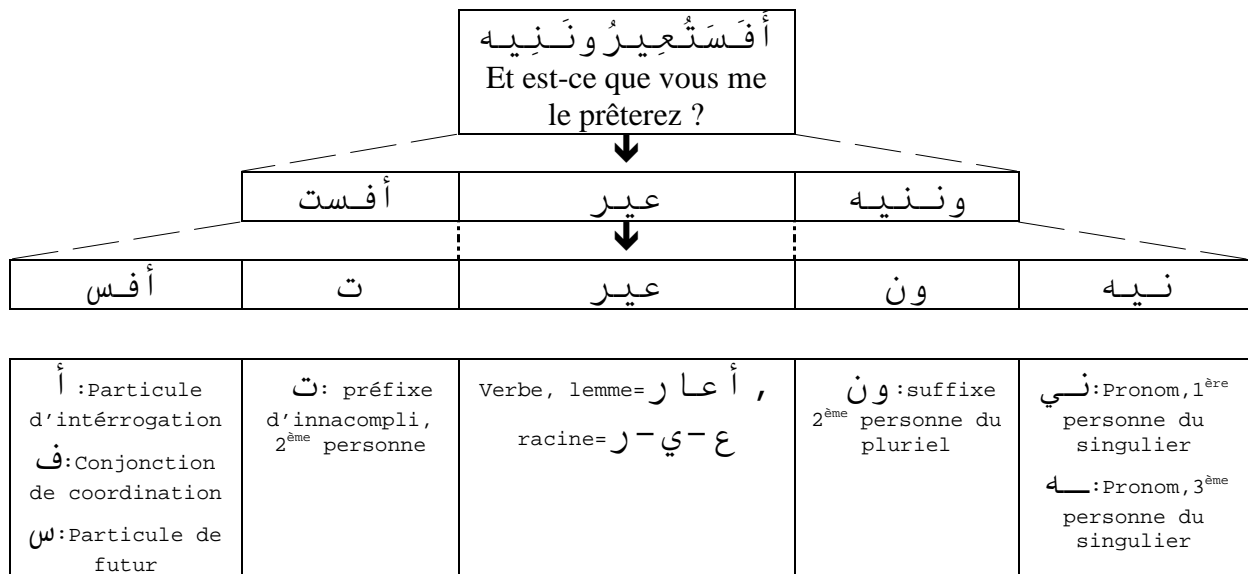 أَفَسَتُعِيرُونَنِيه
Et est-ce que vous me
le prêterez ?
أفست عير وننيه
أفس ت عير ون نيه
أ :Particule
d'intérrogation
ف:Conjonction
de coordination
س:Particule de
futur
ت: préfixe
d'innacompli,
2ème personne
Verbe, lemme= أعار ,
racine= ع-ي-ر
ون:suffixe
2ème personne du
pluriel
ني:Pronom,1ère
personne du
singulier
ـه:Pronom,3ème
personne du
singulier